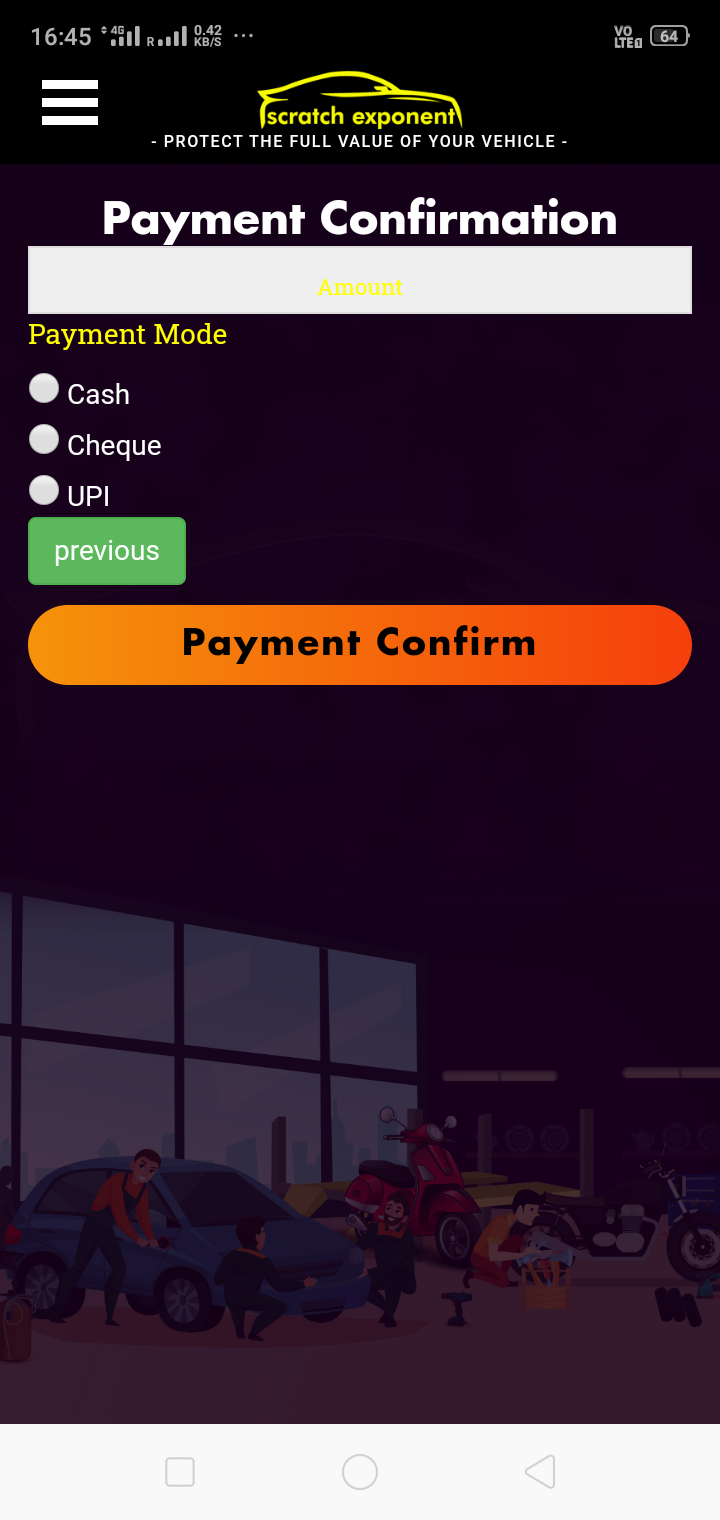 16:45 4G R 0.42 KB/S ... VO LTE 64
scratch exponent
- PROTECT THE FULL VALUE OF YOUR VEHICLE -
Payment Confirmation
Amount
Payment Mode
Cash
Cheque
UPI
previous
Payment Confirm